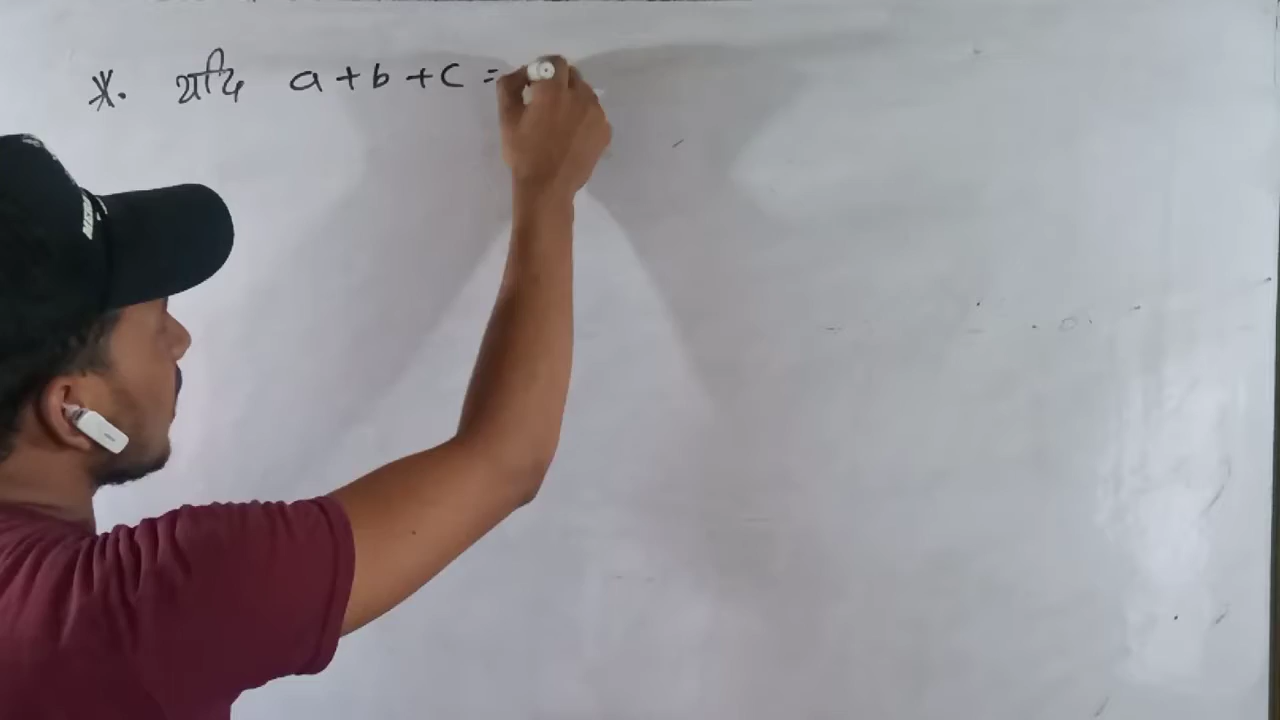 *. যদি a + b + c =